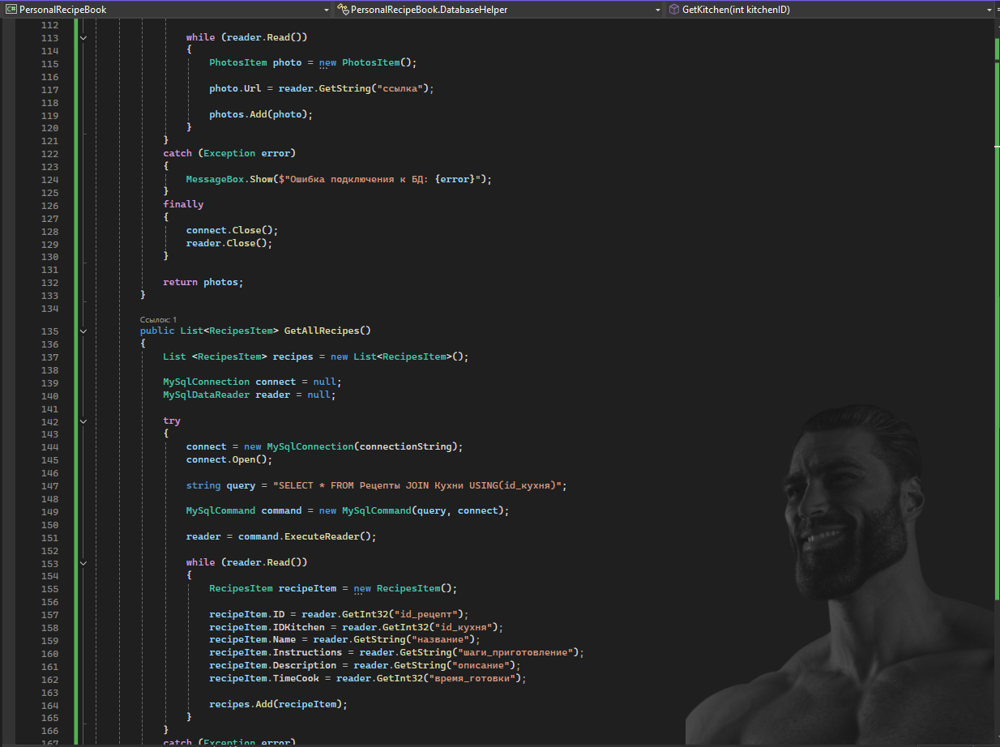 PersonalRecipeBook PersonalRecipeBook.DatabaseHelper GetKitchen(int kitchenID)
112
113 while (reader.Read())
114 {
115 PhotosItem photo = new PhotosItem();
116
117 photo.Url = reader.GetString("ссылка");
118
119 photos.Add(photo);
120 }
121 }
122 catch (Exception error)
123 {
124 MessageBox.Show($"Ошибка подключения к БД: {error}");
125 }
126 finally
127 {
128 connect.Close();
129 reader.Close();
130 }
131
132 return photos;
133 }
134
Ссылок: 1
135 public List<RecipesItem> GetAllRecipes()
136 {
137 List <RecipesItem> recipes = new List<RecipesItem>();
138
139 MySqlConnection connect = null;
140 MySqlDataReader reader = null;
141
142 try
143 {
144 connect = new MySqlConnection(connectionString);
145 connect.Open();
146
147 string query = "SELECT * FROM Рецепты JOIN Кухни USING(id_кухня)";
148
149 MySqlCommand command = new MySqlCommand(query, connect);
150
151 reader = command.ExecuteReader();
152
153 while (reader.Read())
154 {
155 RecipesItem recipeItem = new RecipesItem();
156
157 recipeItem.ID = reader.GetInt32("id_рецепт");
158 recipeItem.IDKitchen = reader.GetInt32("id_кухня");
159 recipeItem.Name = reader.GetString("название");
160 recipeItem.Instructions = reader.GetString("шаги_приготовление");
161 recipeItem.Description = reader.GetString("описание");
162 recipeItem.TimeCook = reader.GetInt32("время_готовки");
163
164 recipes.Add(recipeItem);
165 }
166 }
167 catch (Exception error)